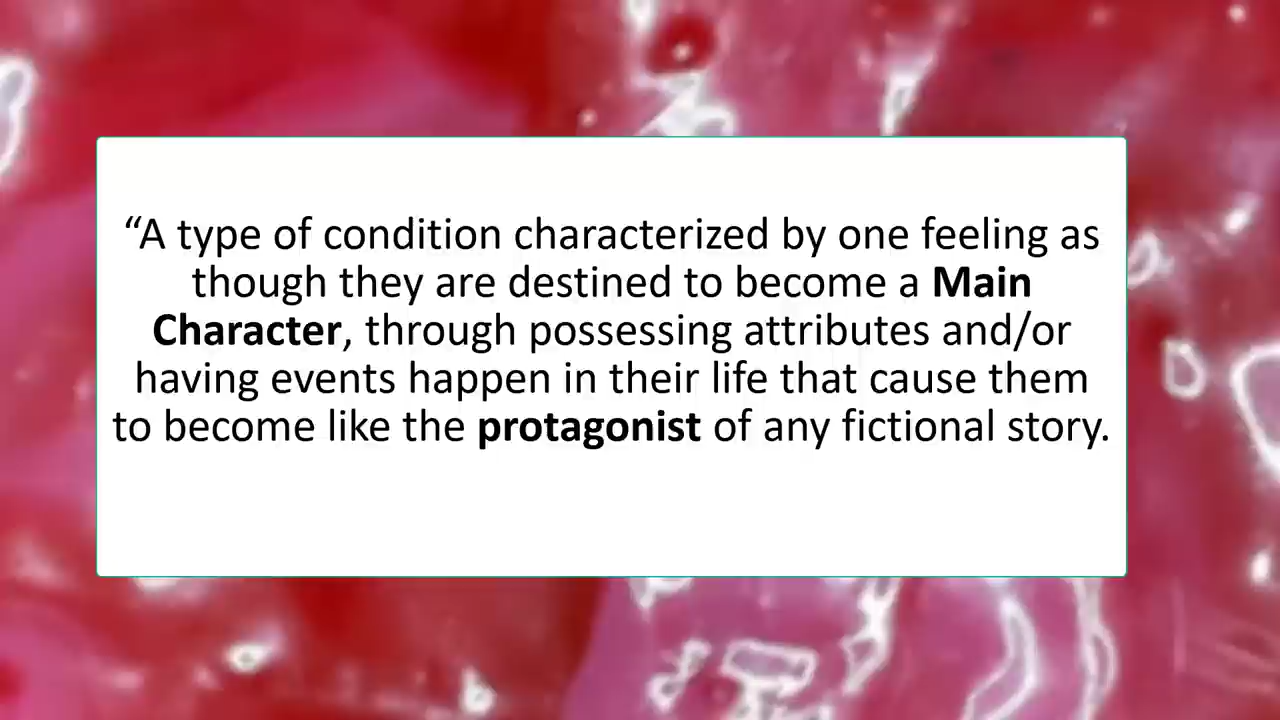 “A type of condition characterized by one feeling as
though they are destined to become a Main
Character, through possessing attributes and/or
having events happen in their life that cause them
to become like the protagonist of any fictional story.